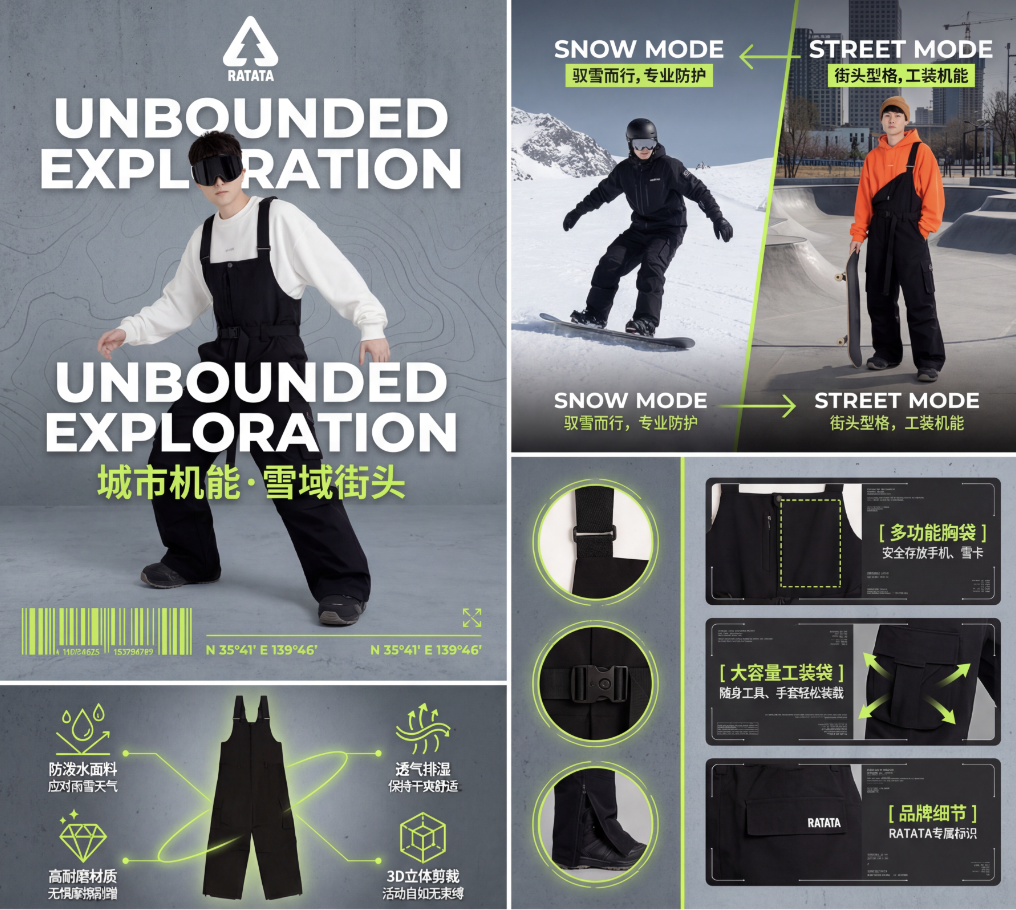 RATATA
UNBOUNDED
EXPLORATION
UNBOUNDED
EXPLORATION
城市机能·雪域街头
N 35°41' E 139°46'
N 35°41' E 139°46'
SNOW MODE
驭雪而行, 专业防护
STREET MODE
街头型格, 工装机能
SNOW MODE
驭雪而行，专业防护
STREET MODE
街头型格，工装机能
防泼水面料
应对雨雪天气
透气排湿
保持干爽舒适
高耐磨材质
3D立体剪裁
活动自如无束缚
[ 多功能胸袋 ]
安全存放手机、雪卡
[ 大容量工装袋 ]
随身工具、手套轻松装载
RATATA
[ 品牌细节 ]
RATATA专属标识